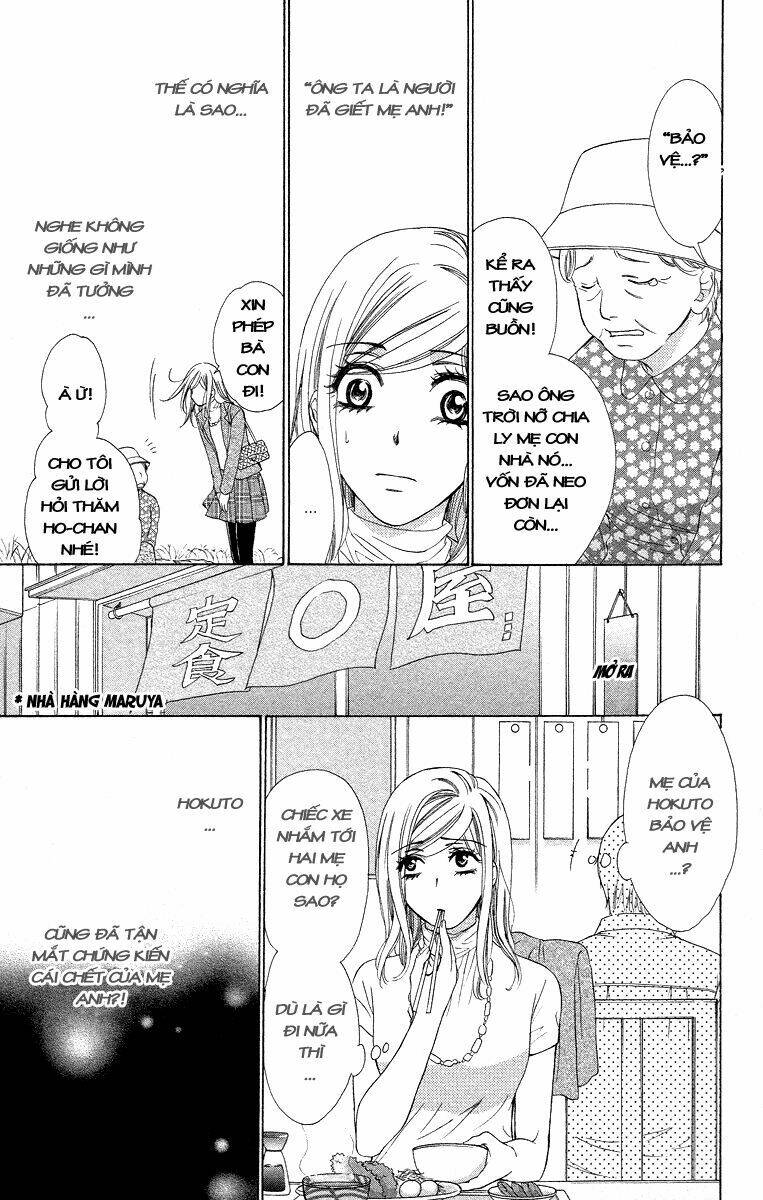 “BẢO
VỆ...?”
KỂ RA
THẤY
CŨNG
BUỒN!
SAO ÔNG
TRỜI NỠ CHIA
LY MẸ CON
NHÀ NÓ...
VỐN ĐÃ NEO
ĐƠN LẠI
CÒN...
“ÔNG TA LÀ NGƯỜI
ĐÃ GIẾT MẸ ANH!”
...
THẾ CÓ NGHĨA
LÀ SAO...
NGHE KHÔNG
GIỐNG NHƯ
NHỮNG GÌ MÌNH
ĐÃ TƯỞNG
...
XIN
PHÉP
BÀ
CON
ĐI!
À Ừ!
CHO TÔI
GỬI LỜI
HỎI THĂM
HO-CHAN
NHÉ!
定食
○
屋...
MỞ RA
* NHÀ HÀNG MARUYA
MẸ CỦA
HOKUTO
BẢO VỆ
ANH
...?
CHIẾC XE
NHẮM TỚI
HAI MẸ
CON HỌ
SAO?
DÙ LÀ GÌ
ĐI NỮA
THÌ
...
HOKUTO
...
CŨNG ĐÃ TẬN
MẮT CHỨNG KIẾN
CÁI CHẾT CỦA MẸ
ANH?!